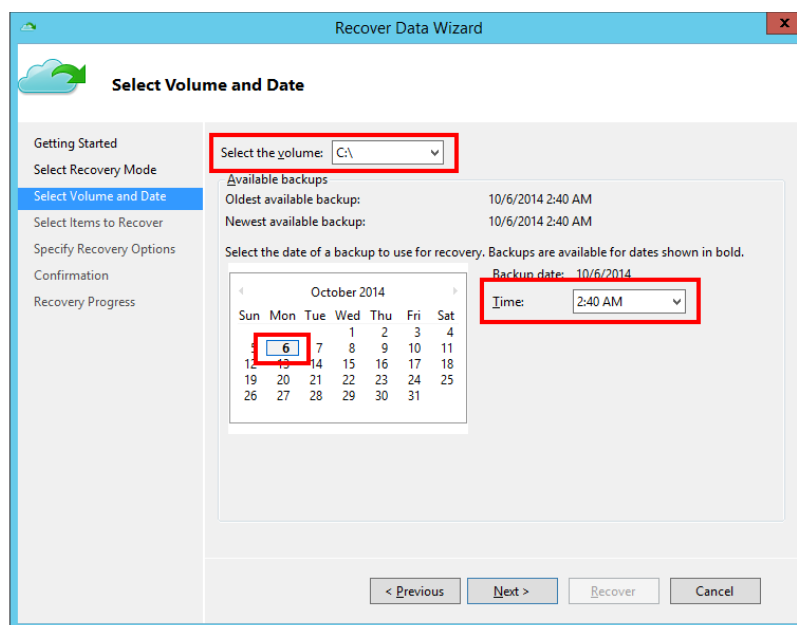 Recover Data Wizard
x
Select Volume and Date
Getting Started
Select Recovery Mode
Select Volume and Date
Select Items to Recover
Specify Recovery Options
Confirmation
Recovery Progress
Select the volume: C:\
Available backups
Oldest available backup: 10/6/2014 2:40 AM
Newest available backup: 10/6/2014 2:40 AM
Select the date of a backup to use for recovery. Backups are available for dates shown in bold.
Backup date: 10/6/2014
Time: 2:40 AM
October 2014
Sun Mon Tue Wed Thu Fri Sat
1 2 3 4
5 6 7 8 9 10 11
12 13 14 15 16 17 18
19 20 21 22 23 24 25
26 27 28 29 30 31
< Previous Next > Recover Cancel